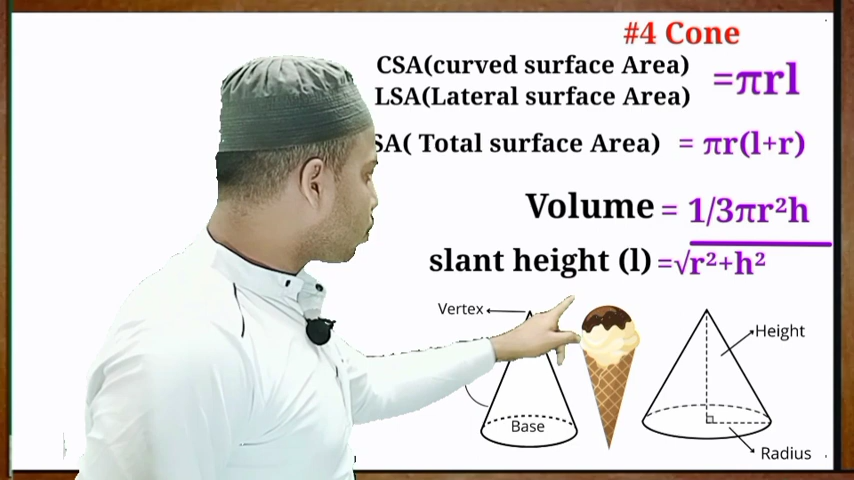 #4 Cone
CSA(curved surface Area)
LSA(Lateral surface Area)
=πrl
SA( Total surface Area) = πr(l+r)
Volume = 1/3πr²h
slant height (l) =√r²+h²
Vertex
Height
Base
Radius